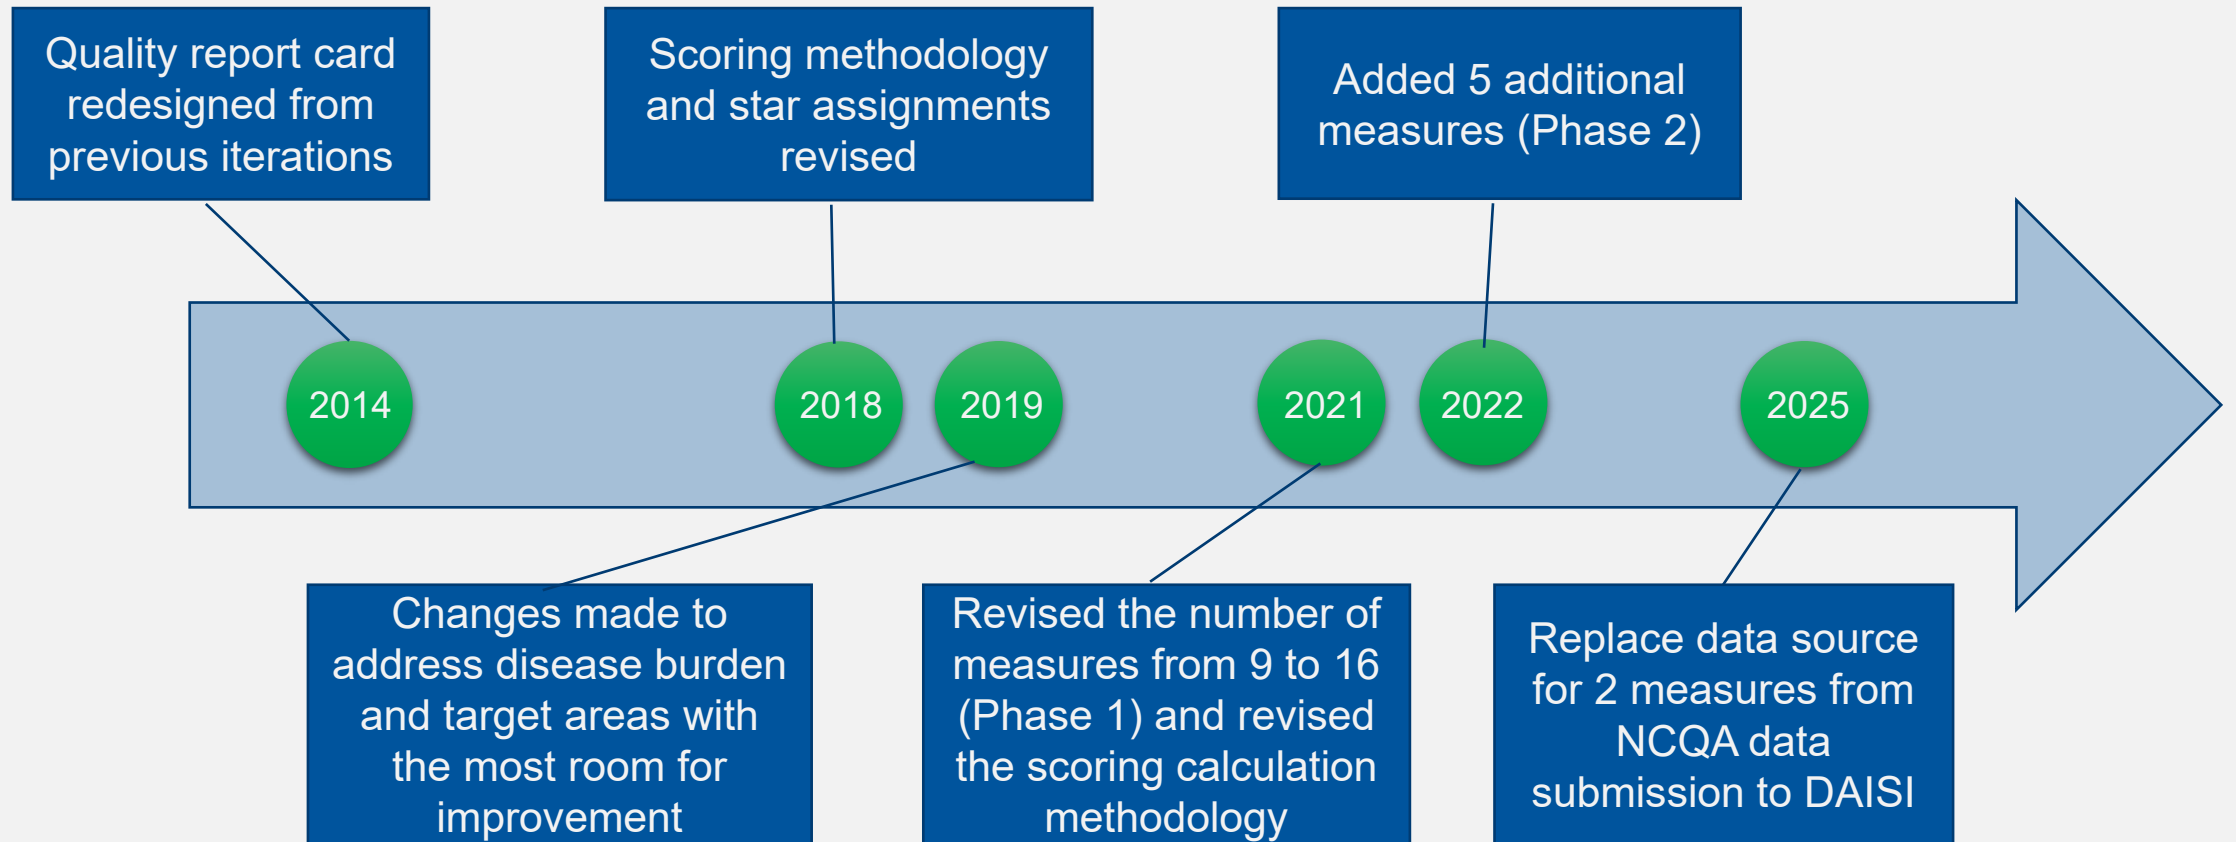 Quality report card
redesigned from
previous iterations
Scoring methodology
and star assignments
revised
Added 5 additional
measures (Phase 2)
2014
2018
2019
2021
2022
2025
Changes made to
address disease burden
and target areas with
the most room for
improvement
Revised the number of
measures from 9 to 16
(Phase 1) and revised
the scoring calculation
methodology
Replace data source
for 2 measures from
NCQA data
submission to DAISI